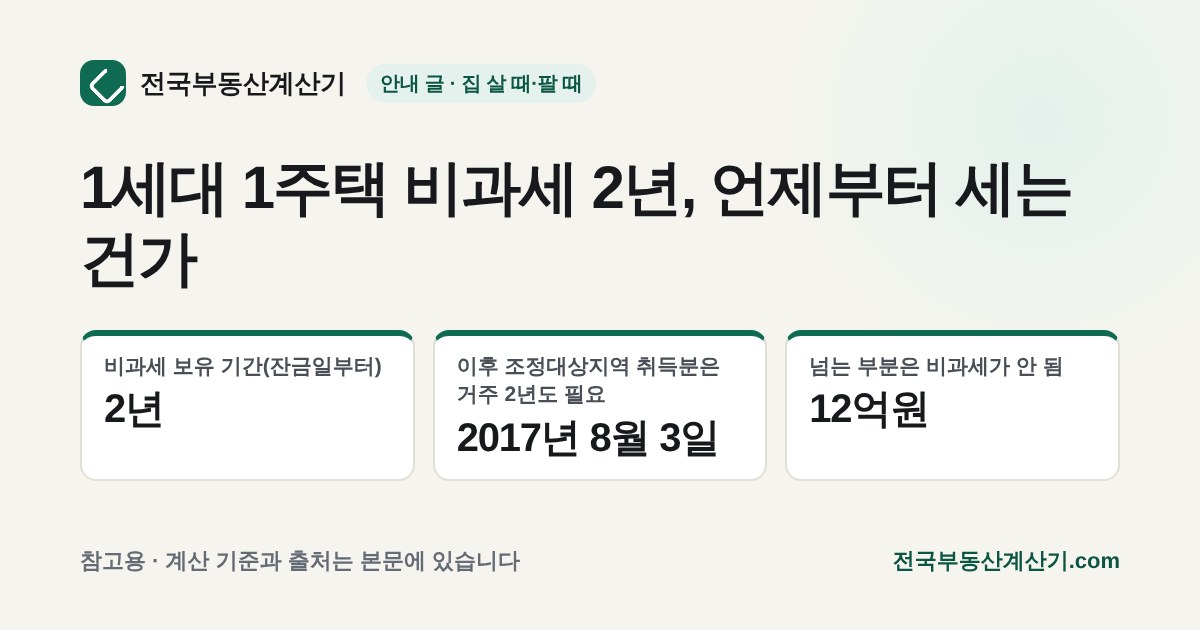 전국부동산계산기
안내 글 · 집 살 때·팔 때
1세대 1주택 비과세 2년, 언제부터 세는
건가
비과세 보유 기간(잔금일부터)
2년
이후 조정대상지역 취득분은
거주 2년도 필요
2017년 8월 3일
넘는 부분은 비과세가 안 됨
12억원
참고용 · 계산 기준과 출처는 본문에 있습니다
전국부동산계산기.com